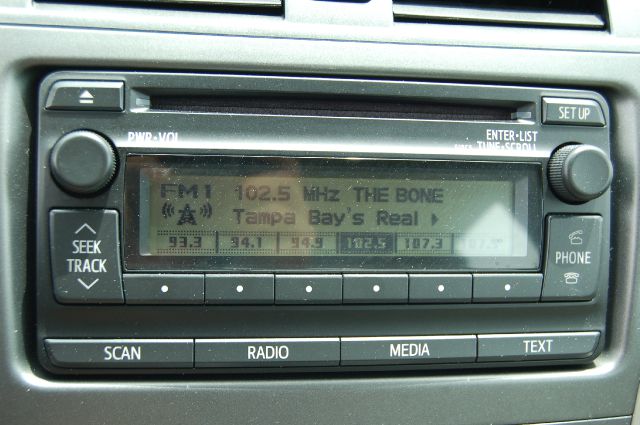 SET UP
PWR•VOL
ENTER•LIST
TUNE•SCROLL
FM1 102.5 MHz THE BONE
Tampa Bay's Real
93.3 94.1 94.9 102.5 107.3
SEEK
TRACK
PHONE
SCAN RADIO MEDIA TEXT